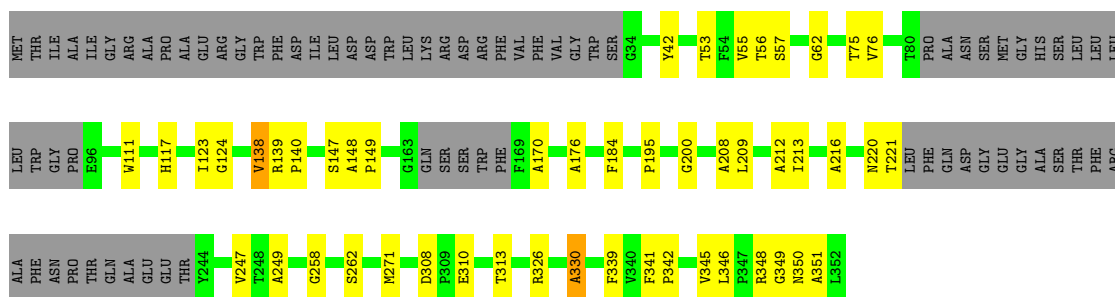 MET THR ILE ALA ILE GLY ARG ALA PRO ALA GLU ARG GLY TRP PHE ASP ILE LEU ASP ASP TRP LEU LYS ARG ASP ARG PHE VAL PHE VAL GLY TRP SER G34 Y42 T53 F54 V55 T56 S57 G62 T75 V76 T80 PRO ALA ASN SER MET GLY HIS SER LEU LEU
LEU TRP GLY PRO E96 W111 H117 I123 G124 V138 R139 P140 S147 A148 P149 G163 GLN SER SER TRP PHE F169 A170 A176 F184 P195 G200 A208 L209 A212 I213 A216 N220 T221 LEU PHE GLN ASP GLY GLU GLY ALA SER THR PHE
ALA PHE ASN PRO THR GLN ALA GLU GLU THR Y244 V247 T248 A249 G258 S262 M271 D308 P309 E310 T313 R326 A330 F339 V340 F341 P342 V345 L346 P347 R348 G349 N350 A351 L352